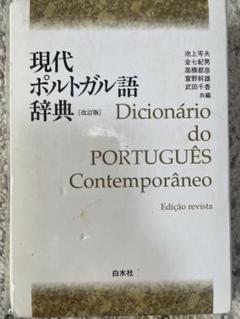 現代
ポルトガル語
辞典［改訂版］
池上岑夫
金七紀男
高橋都彦
富野幹雄
武田千香
共編
Dicionário
do
PORTUGUÊS
Contemporâneo
Edição revista
白水社